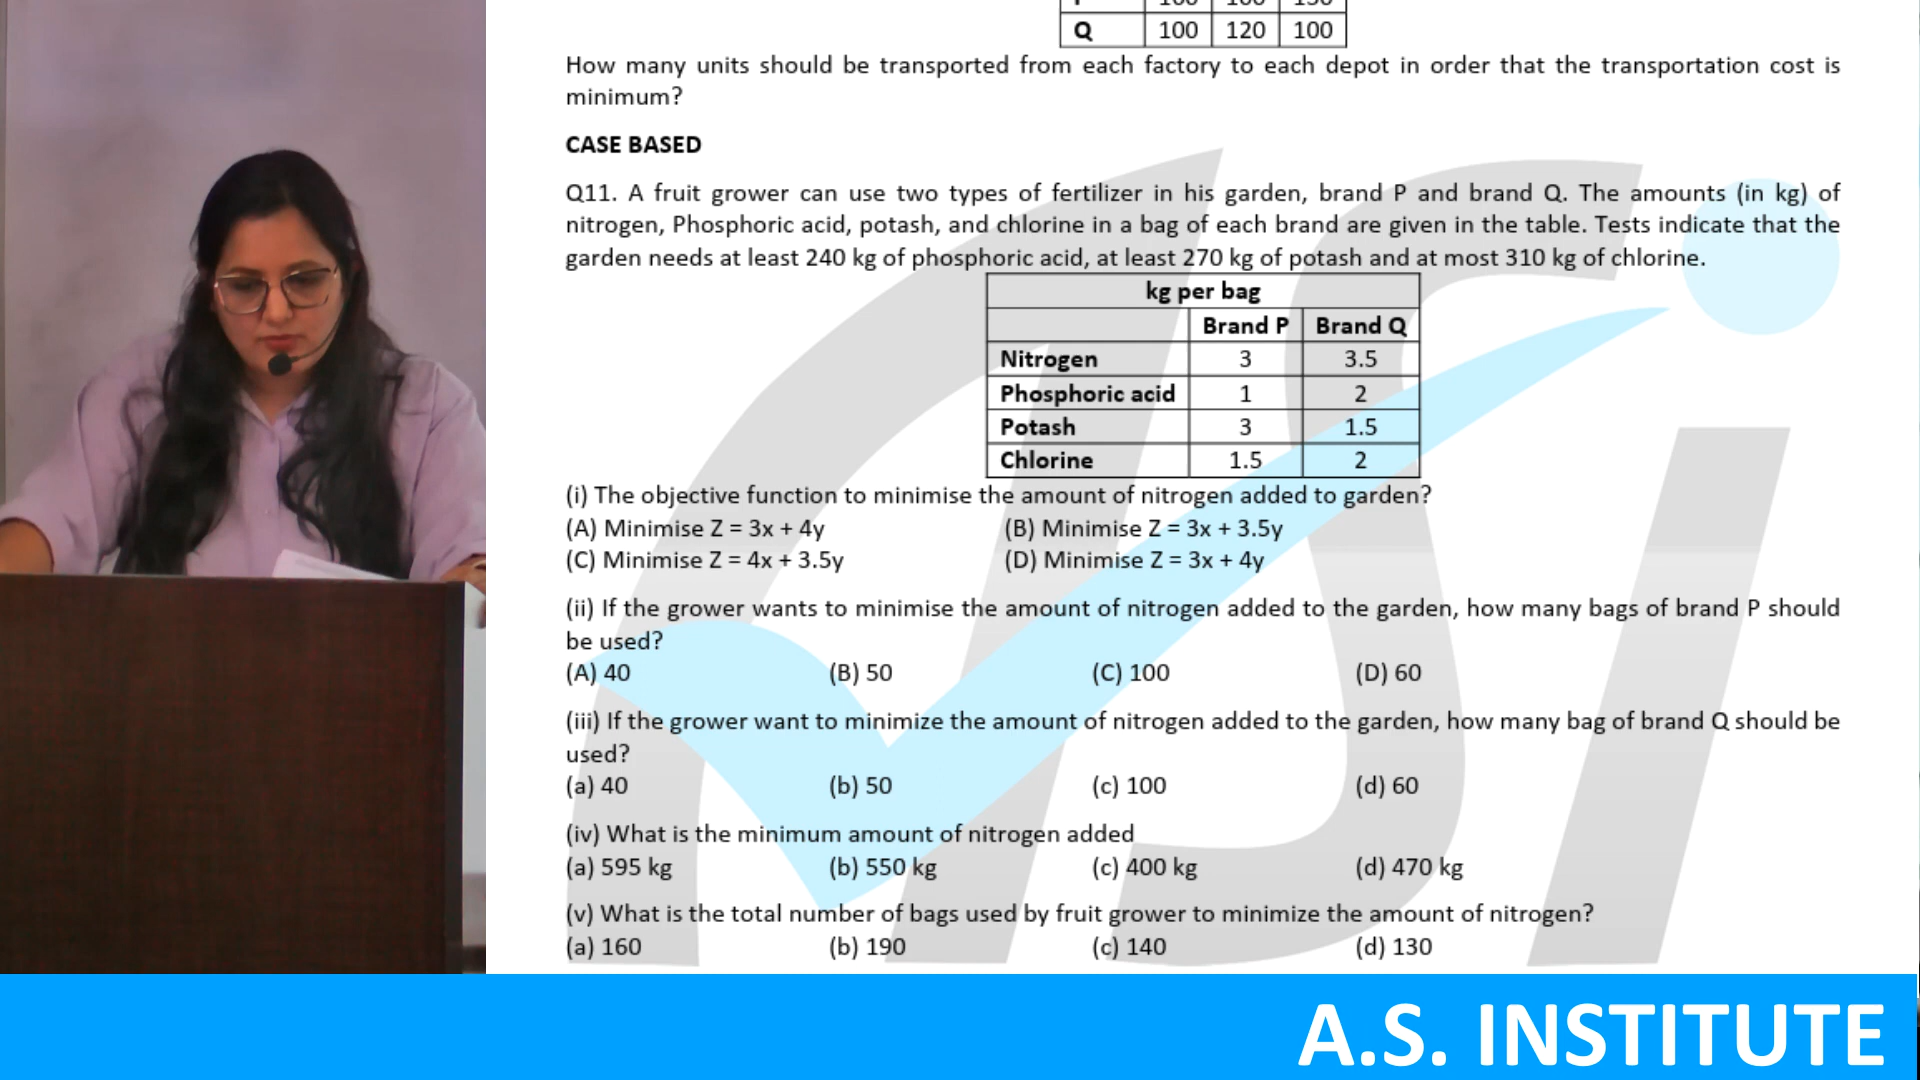 Q 100 120 100
How many units should be transported from each factory to each depot in order that the transportation cost is
minimum?
CASE BASED
Q11. A fruit grower can use two types of fertilizer in his garden, brand P and brand Q. The amounts (in kg) of
nitrogen, Phosphoric acid, potash, and chlorine in a bag of each brand are given in the table. Tests indicate that the
garden needs at least 240 kg of phosphoric acid, at least 270 kg of potash and at most 310 kg of chlorine.
kg per bag
Brand P Brand Q
Nitrogen 3 3.5
Phosphoric acid 1 2
Potash 3 1.5
Chlorine 1.5 2
(i) The objective function to minimise the amount of nitrogen added to garden?
(A) Minimise Z = 3x + 4y (B) Minimise Z = 3x + 3.5y
(C) Minimise Z = 4x + 3.5y (D) Minimise Z = 3x + 4y
(ii) If the grower wants to minimise the amount of nitrogen added to the garden, how many bags of brand P should
be used?
(A) 40 (B) 50 (C) 100 (D) 60
(iii) If the grower want to minimize the amount of nitrogen added to the garden, how many bag of brand Q should be
used?
(a) 40 (b) 50 (c) 100 (d) 60
(iv) What is the minimum amount of nitrogen added
(a) 595 kg (b) 550 kg (c) 400 kg (d) 470 kg
(v) What is the total number of bags used by fruit grower to minimize the amount of nitrogen?
(a) 160 (b) 190 (c) 140 (d) 130
A.S. INSTITUTE